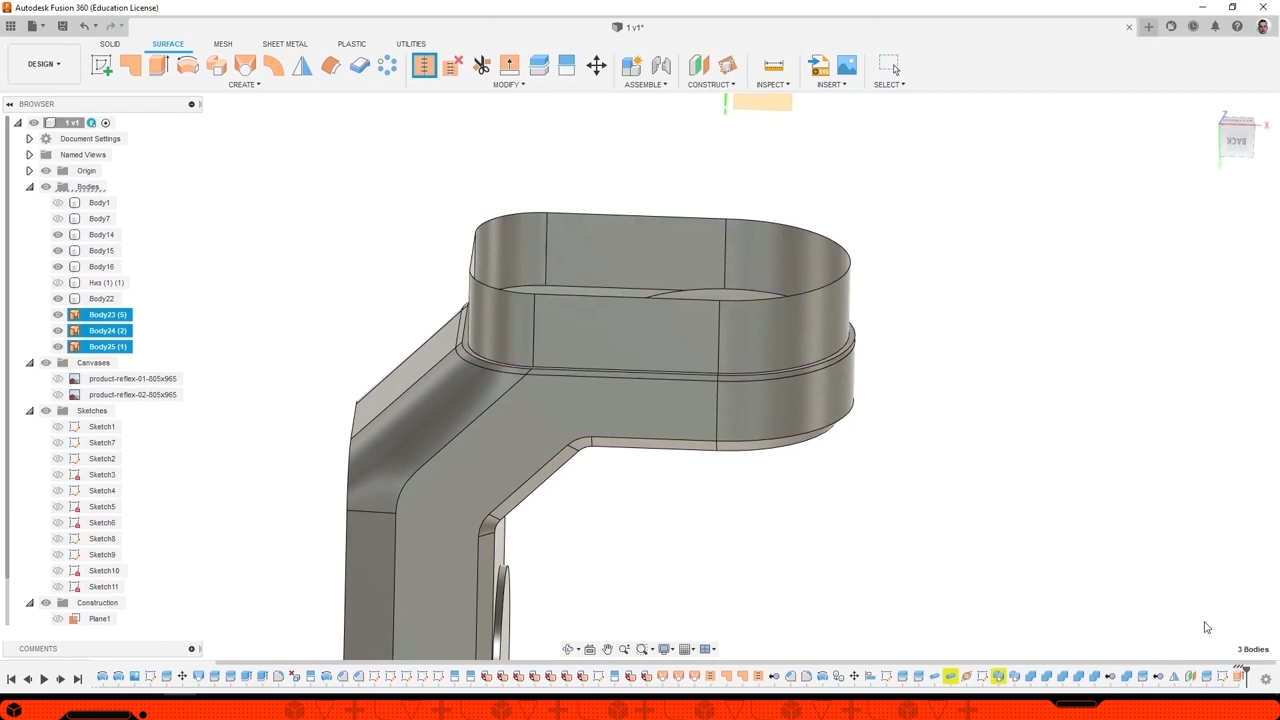 Autodesk Fusion 360 (Education License)
1 v1*
DESIGN
SOLID SURFACE MESH SHEET METAL PLASTIC UTILITIES
CREATE MODIFY ASSEMBLE CONSTRUCT INSPECT INSERT SELECT
BROWSER
1 v1
Document Settings
Named Views
Origin
Bodies
Body1
Body7
Body14
Body15
Body16
Низ (1) (1)
Body22
Body23 (5)
Body24 (2)
Body25 (1)
Canvases
product-reflex-01-805x965
product-reflex-02-805x965
Sketches
Sketch1
Sketch7
Sketch2
Sketch3
Sketch4
Sketch5
Sketch6
Sketch8
Sketch9
Sketch10
Sketch11
Construction
Plane1
COMMENTS
Z
X
BACK
3 Bodies